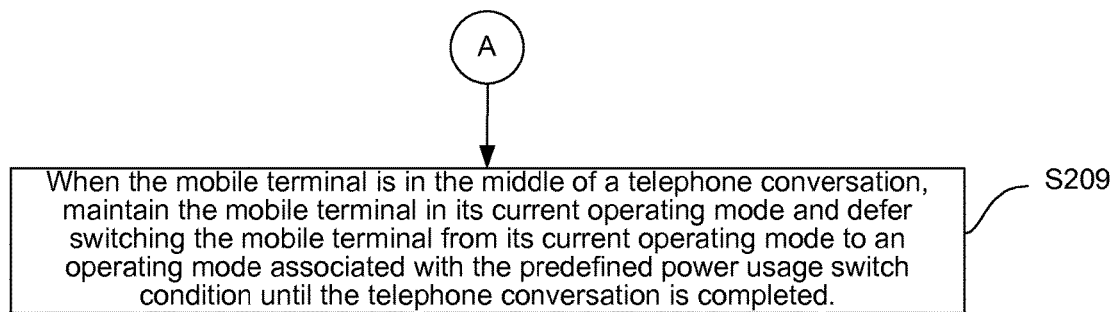 A
When the mobile terminal is in the middle of a telephone conversation,
maintain the mobile terminal in its current operating mode and defer
switching the mobile terminal from its current operating mode to an
operating mode associated with the predefined power usage switch
condition until the telephone conversation is completed.
S209